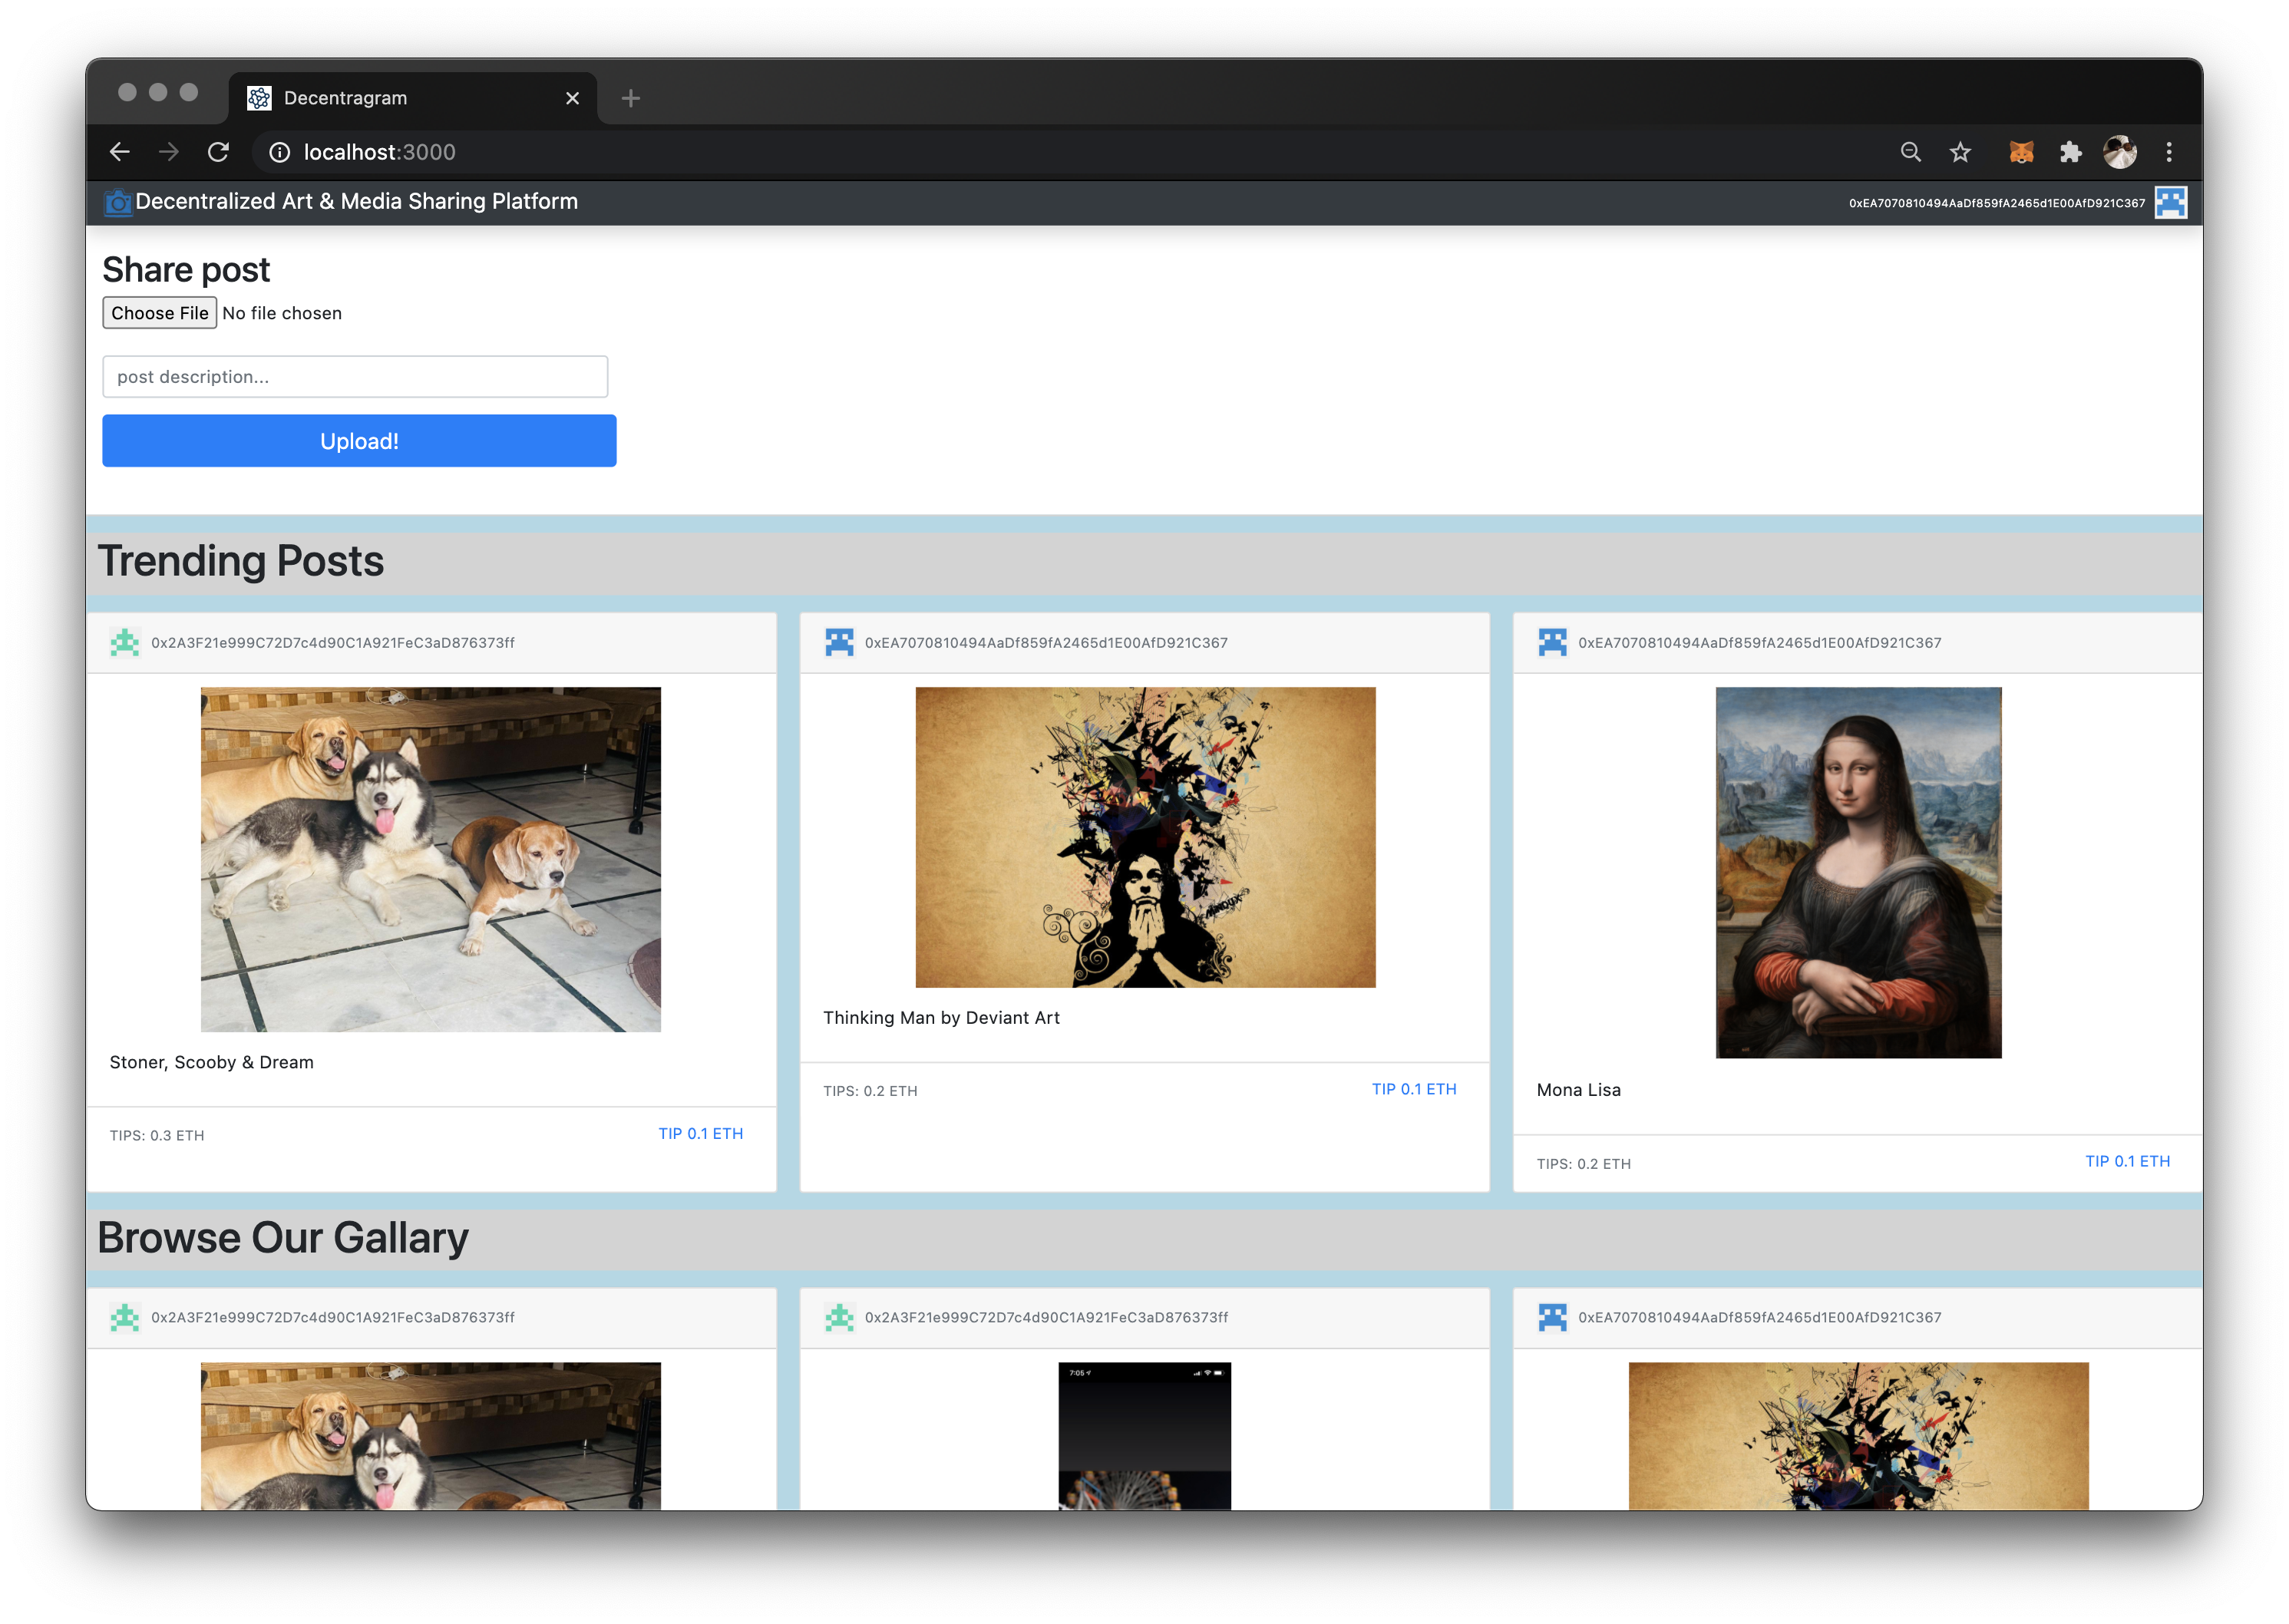 Decentragram
localhost:3000
Decentralized Art & Media Sharing Platform
0xEA7070810494AaDf859fA2465d1E00AfD921C367
Share post
Choose File No file chosen
post description...
Upload!
Trending Posts
0x2A3F21e999C72D7c4d90C1A921FeC3aD876373ff
Stoner, Scooby & Dream
TIPS: 0.3 ETH
TIP 0.1 ETH
0xEA7070810494AaDf859fA2465d1E00AfD921C367
Thinking Man by Deviant Art
TIPS: 0.2 ETH
TIP 0.1 ETH
0xEA7070810494AaDf859fA2465d1E00AfD921C367
Mona Lisa
TIPS: 0.2 ETH
TIP 0.1 ETH
Browse Our Gallary
0x2A3F21e999C72D7c4d90C1A921FeC3aD876373ff
0x2A3F21e999C72D7c4d90C1A921FeC3aD876373ff
7:05
0xEA7070810494AaDf859fA2465d1E00AfD921C367